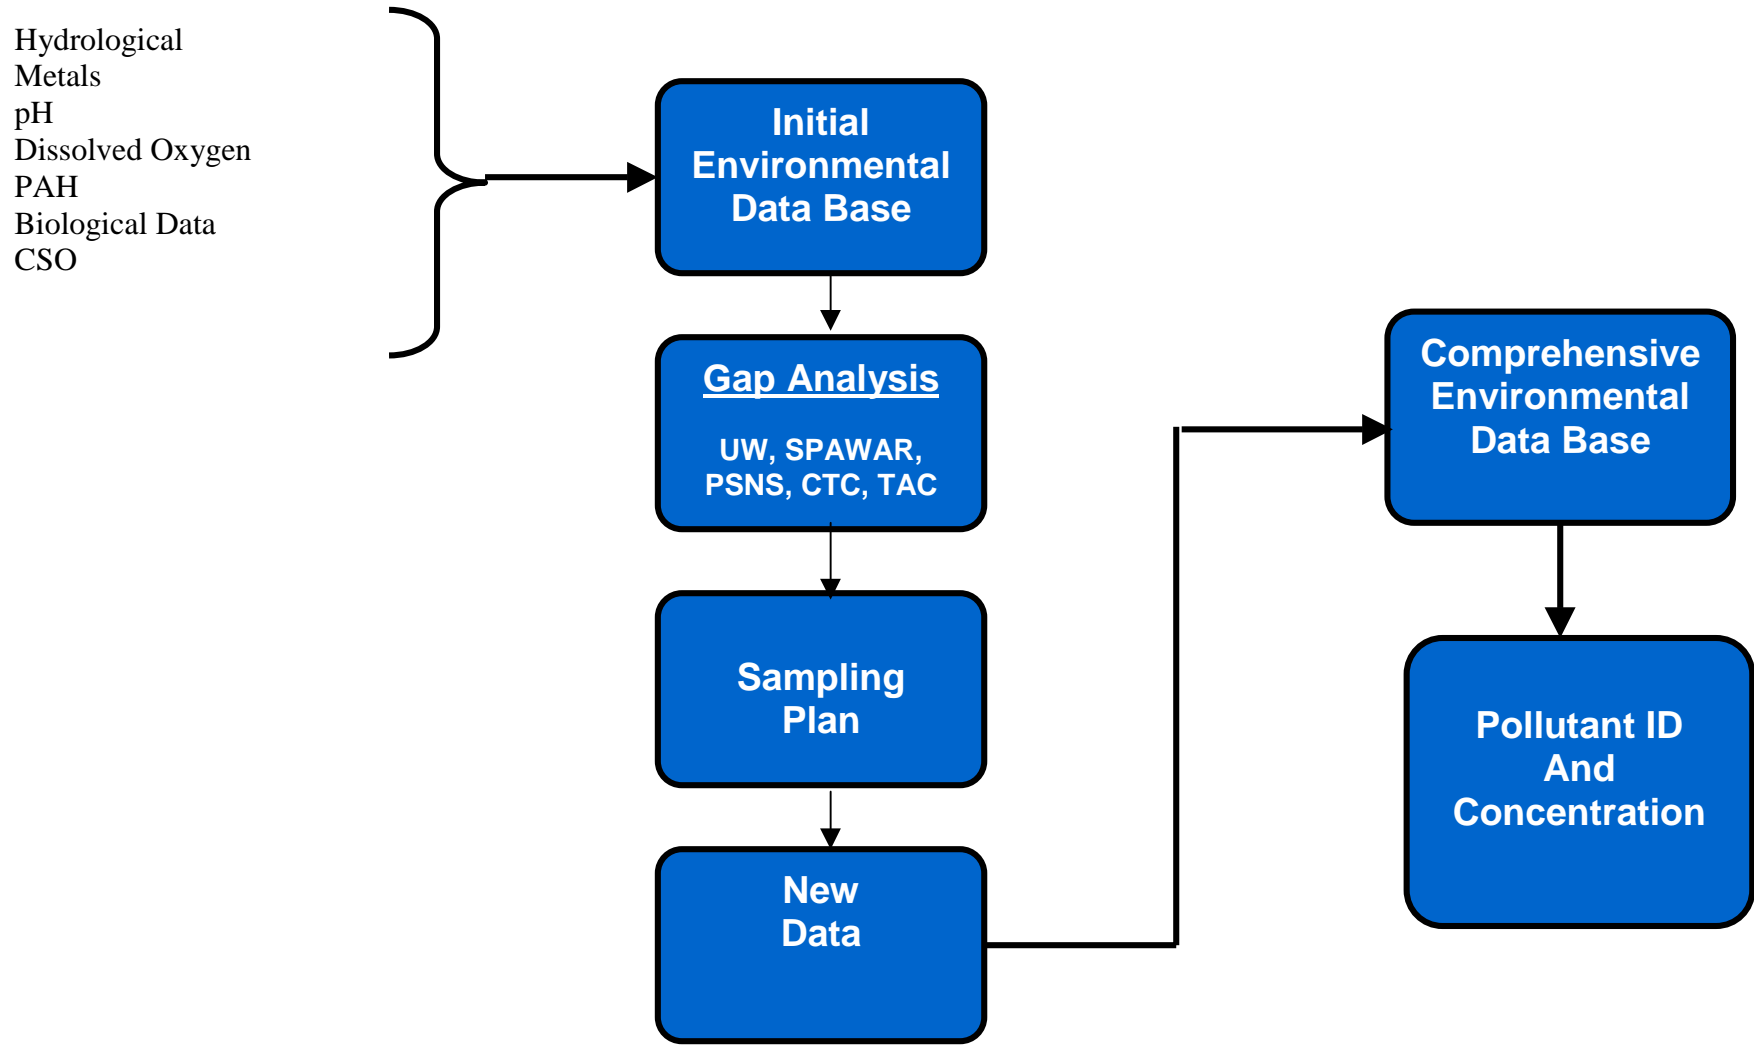 Hydrological
Metals
pH
Dissolved Oxygen
PAH
Biological Data
CSO
Initial
Environmental
Data Base
Gap Analysis
UW, SPAWAR,
PSNS, CTC, TAC
Sampling
Plan
New
Data
Comprehensive
Environmental
Data Base
Pollutant ID
And
Concentration